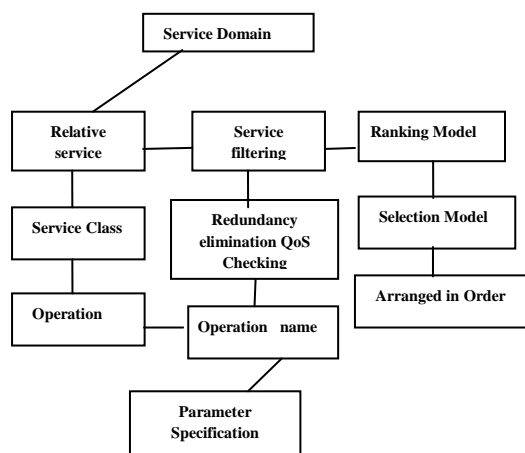 Service Domain
Relative
service
Service
filtering
Ranking Model
Service Class
Redundancy
elimination QoS
Checking
Selection Model
Operation
Operation name
Arranged in Order
Parameter
Specification